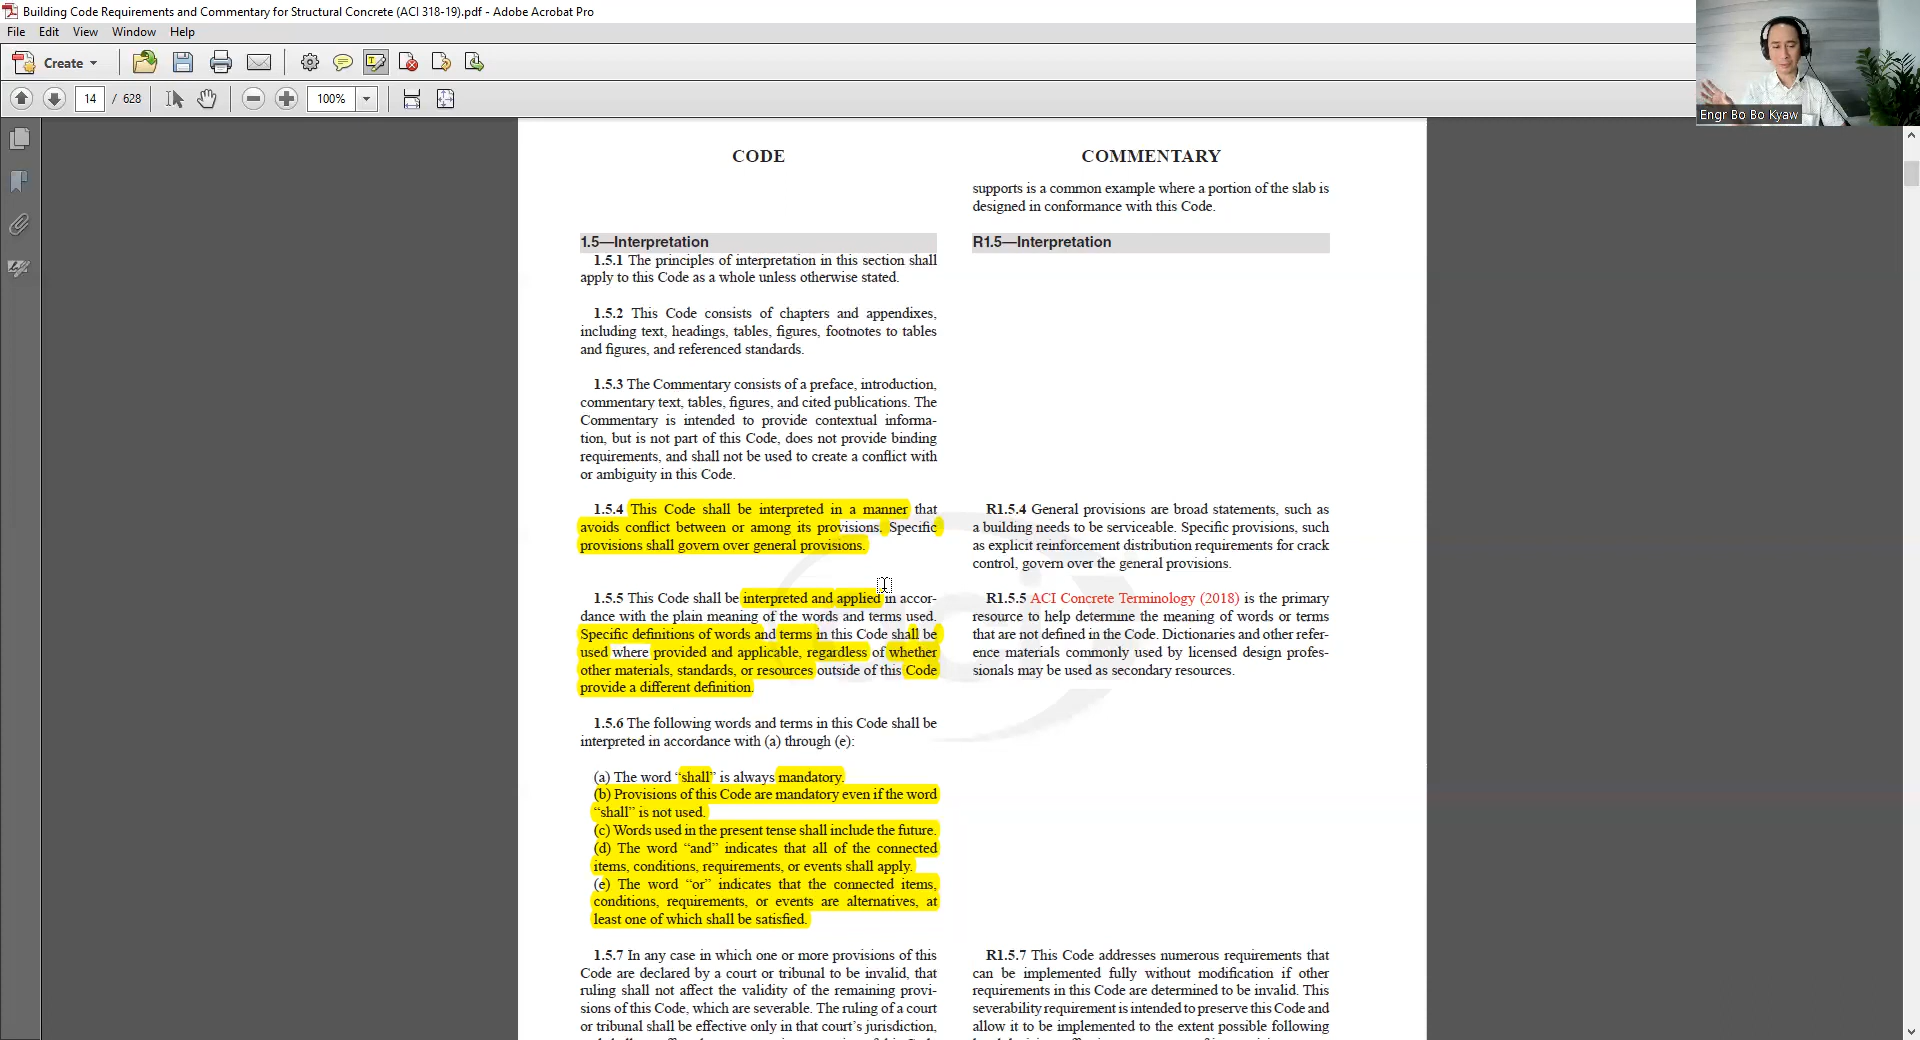 Building Code Requirements and Commentary for Structural Concrete (ACI 318-19).pdf - Adobe Acrobat Pro
File Edit View Window Help
Create
14 / 628 100%
Engr Bo Bo Kyaw
CODE
1.5—Interpretation
1.5.1 The principles of interpretation in this section shall
apply to this Code as a whole unless otherwise stated.
1.5.2 This Code consists of chapters and appendixes,
including text, headings, tables, figures, footnotes to tables
and figures, and referenced standards.
1.5.3 The Commentary consists of a preface, introduction,
commentary text, tables, figures, and cited publications. The
Commentary is intended to provide contextual informa-
tion, but is not part of this Code, does not provide binding
requirements, and shall not be used to create a conflict with
or ambiguity in this Code.
1.5.4 This Code shall be interpreted in a manner that
avoids conflict between or among its provisions. Specific
provisions shall govern over general provisions.
1.5.5 This Code shall be interpreted and applied in accor-
dance with the plain meaning of the words and terms used.
Specific definitions of words and terms in this Code shall be
used where provided and applicable, regardless of whether
other materials, standards, or resources outside of this Code
provide a different definition.
1.5.6 The following words and terms in this Code shall be
interpreted in accordance with (a) through (e):
(a) The word “shall” is always mandatory.
(b) Provisions of this Code are mandatory even if the word
“shall” is not used.
(c) Words used in the present tense shall include the future.
(d) The word “and” indicates that all of the connected
items, conditions, requirements, or events shall apply.
(e) The word “or” indicates that the connected items,
conditions, requirements, or events are alternatives, at
least one of which shall be satisfied.
1.5.7 In any case in which one or more provisions of this
Code are declared by a court or tribunal to be invalid, that
ruling shall not affect the validity of the remaining provi-
sions of this Code, which are severable. The ruling of a court
or tribunal shall be effective only in that court’s jurisdiction,
COMMENTARY
supports is a common example where a portion of the slab is
designed in conformance with this Code.
R1.5—Interpretation
R1.5.4 General provisions are broad statements, such as
a building needs to be serviceable. Specific provisions, such
as explicit reinforcement distribution requirements for crack
control, govern over the general provisions.
R1.5.5 ACI Concrete Terminology (2018) is the primary
resource to help determine the meaning of words or terms
that are not defined in the Code. Dictionaries and other refer-
ence materials commonly used by licensed design profes-
sionals may be used as secondary resources.
R1.5.7 This Code addresses numerous requirements that
can be implemented fully without modification if other
requirements in this Code are determined to be invalid. This
severability requirement is intended to preserve this Code and
allow it to be implemented to the extent possible following